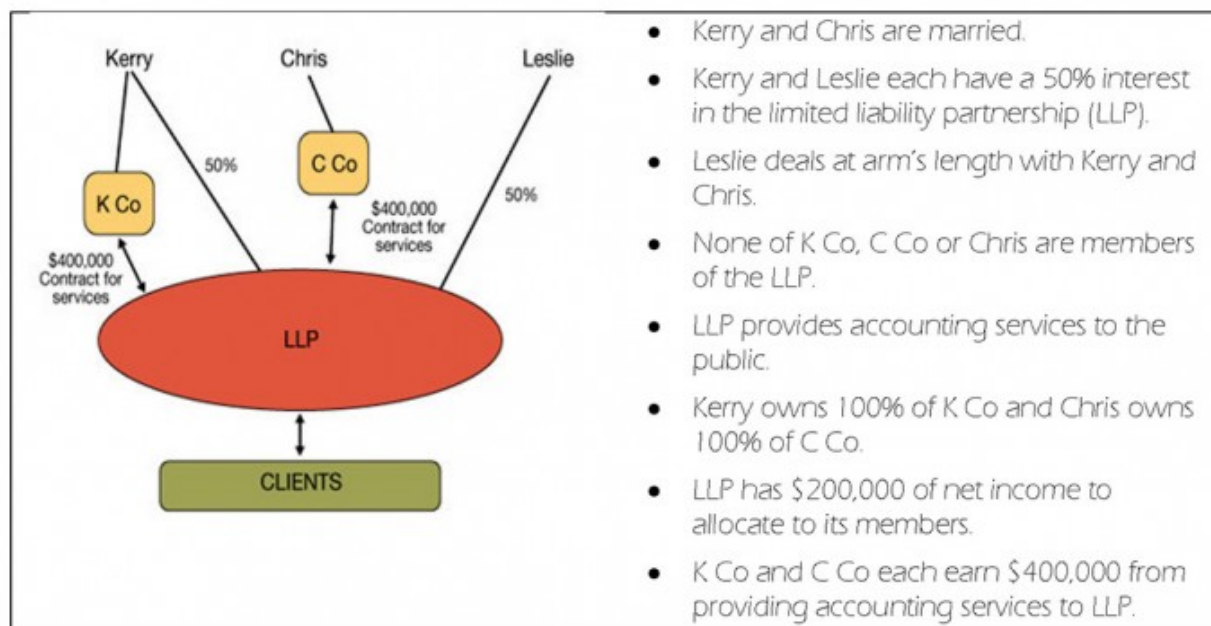 Kerry
Chris
Leslie
50%
C Co
50%
K Co
$400,000
Contract for
services
$400,000
Contract for
services
LLP
CLIENTS
• Kerry and Chris are married.
• Kerry and Leslie each have a 50% interest
in the limited liability partnership (LLP).
• Leslie deals at arm's length with Kerry and
Chris.
• None of K Co, C Co or Chris are members
of the LLP.
• LLP provides accounting services to the
public.
• Kerry owns 100% of K Co and Chris owns
100% of C Co.
• LLP has $200,000 of net income to
allocate to its members.
• K Co and C Co each earn $400,000 from
providing accounting services to LLP.